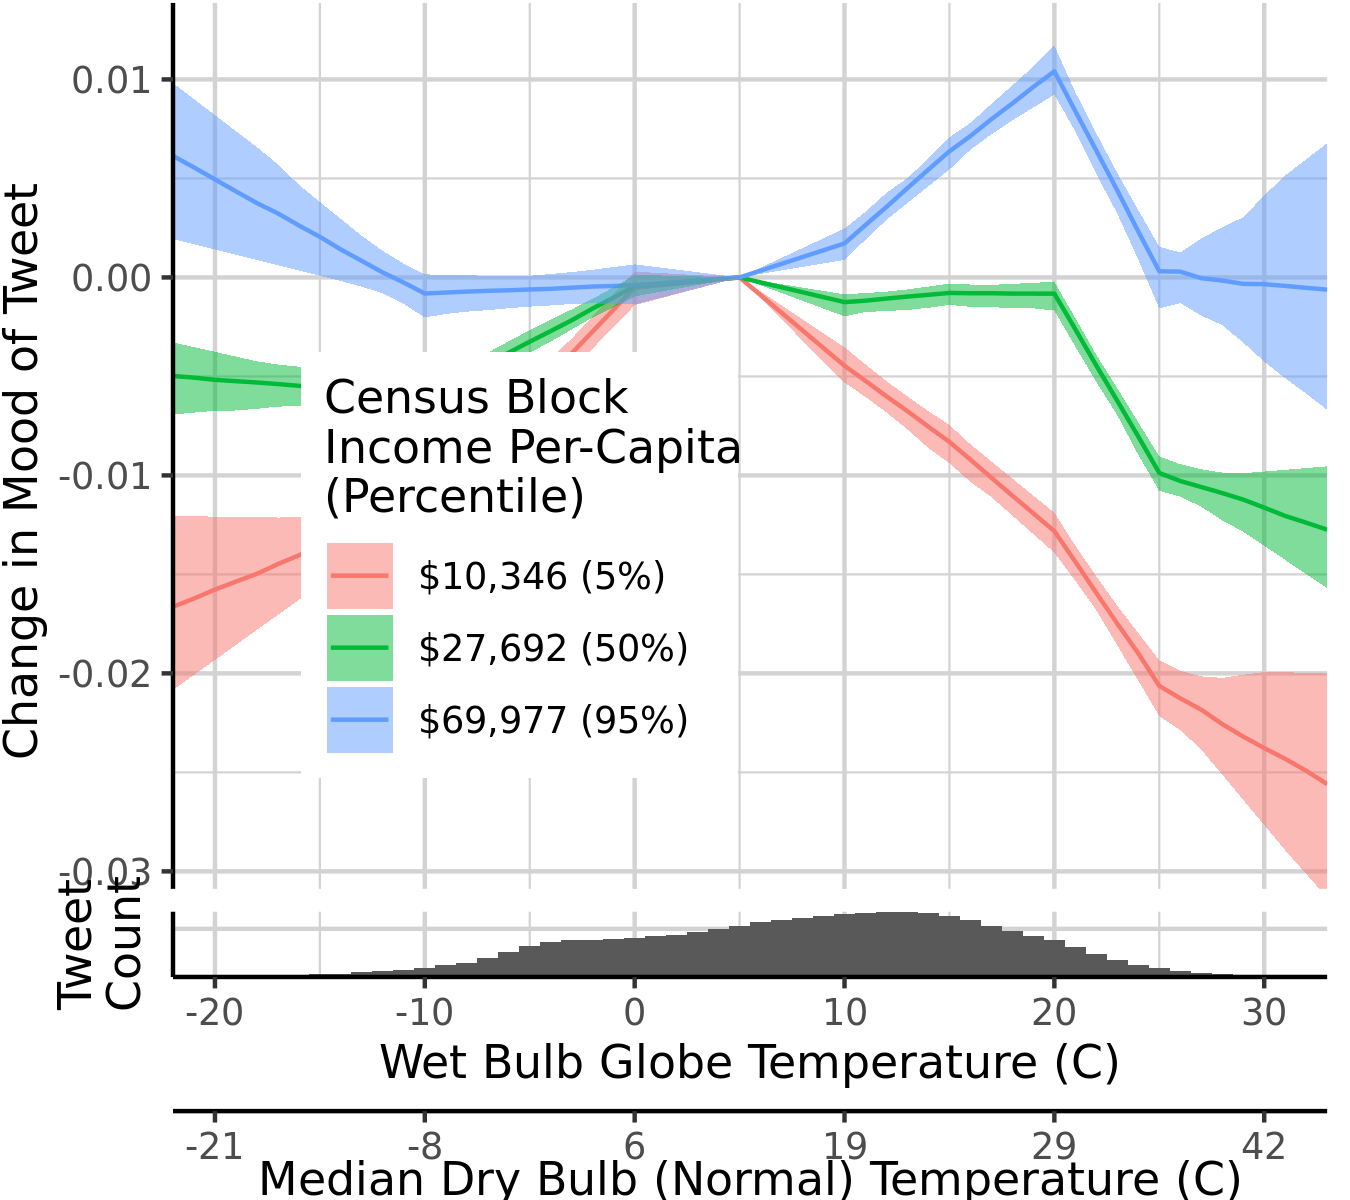 0.01
0.00
-0.01
-0.02
-0.03
Change in Mood of Tweet
Census Block
Income Per-Capita
(Percentile)
$10,346 (5%)
$27,692 (50%)
$69,977 (95%)
Tweet
Count
-20 -10 0 10 20 30
Wet Bulb Globe Temperature (C)
-21 -8 6 19 29 42
Median Dry Bulb (Normal) Temperature (C)